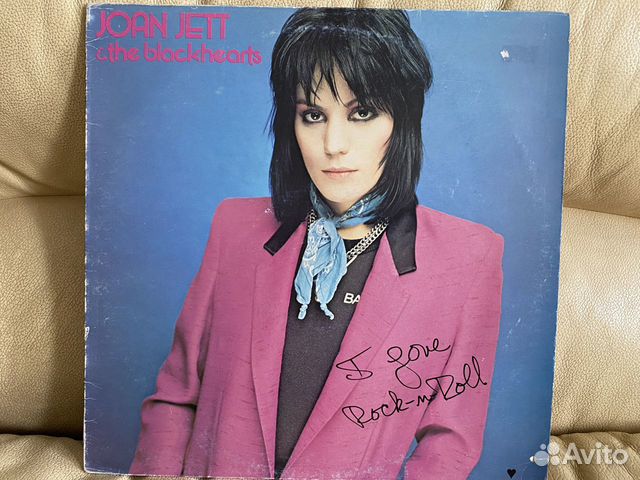 JOAN JETT
& the blackhearts
BA
I Love
Rock-n Roll
Avito